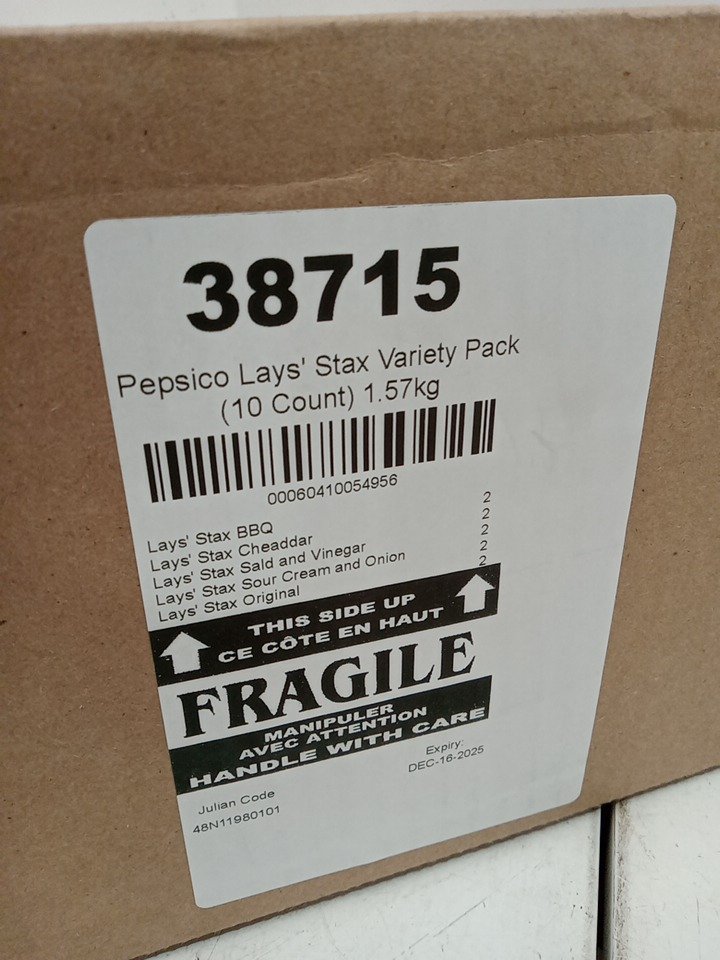 38715
Pepsico Lays' Stax Variety Pack
(10 Count) 1.57kg
00060410054956
Lays' Stax BBQ 2
Lays' Stax Cheaddar 2
Lays' Stax Sald and Vinegar 2
Lays' Stax Sour Cream and Onion 2
Lays' Stax Original 2
THIS SIDE UP
CE CÔTE EN HAUT
FRAGILE
MANIPULER
AVEC ATTENTION
HANDLE WITH CARE
Expiry:
DEC-16-2025
Julian Code
48N11980101